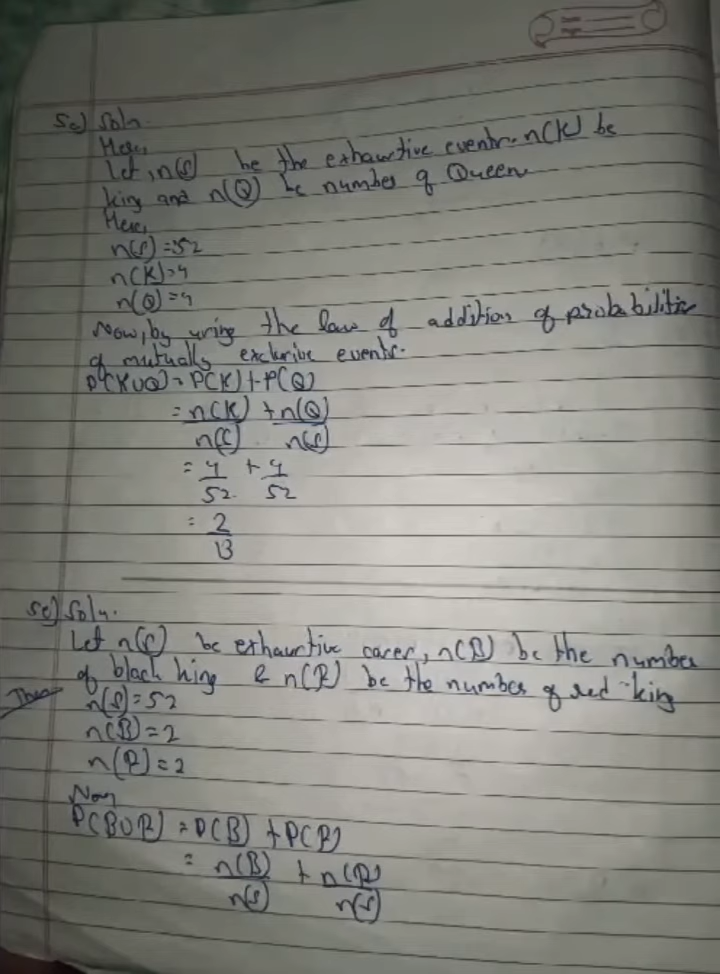 5c) Soln.
Here,
Let, n(S) be the exhaustive events. n(K) be
king and n(Q) be number of Queen
Here,
n(S) = 52
n(K) = 4
n(Q) = 4
Now, by using the law of addition of probabilities
of mutually exclusive events.
P(K∪Q) = P(K) + P(Q)
= n(K)/n(S) + n(Q)/n(S)
= 4/52 + 4/52
= 2/13
5e) Soln.
Let n(S) be exhaustive cases, n(B) be the number
of black king & n(R) be the number of red king
Then
n(S) = 52
n(B) = 2
n(R) = 2
Now
P(B∪R) = P(B) + P(R)
= n(B)/n(S) + n(R)/n(S)